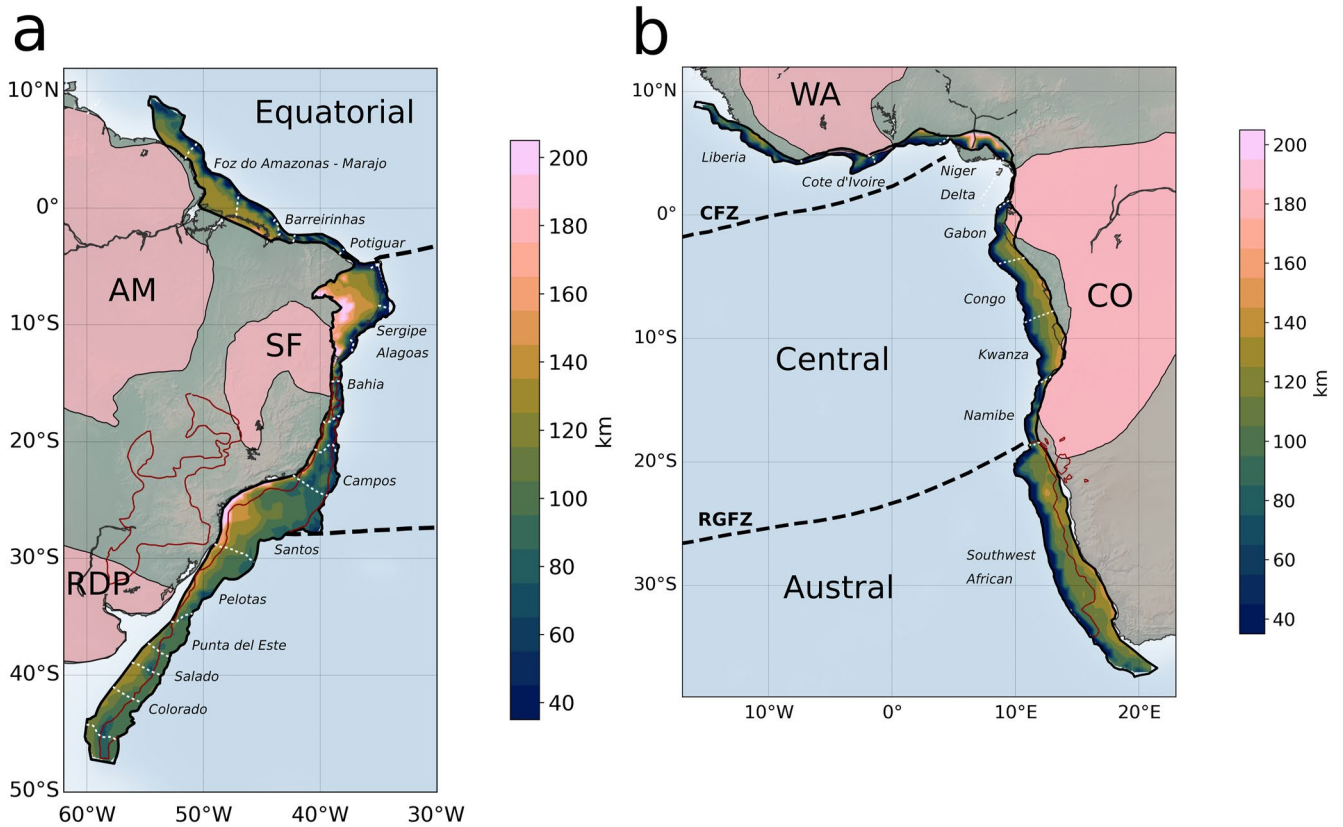 a
10°N
0°
10°S
20°S
30°S
40°S
50°S
60°W
50°W
40°W
30°W
Equatorial
Foz do Amazonas - Marajo
Barreirinhas
Potiguar
AM
SF
Sergipe
Alagoas
Bahia
Campos
Santos
RDP
Pelotas
Punta del Este
Salado
Colorado
200
180
160
140
120
100
80
60
40
km
b
10°N
0°
10°S
20°S
30°S
10°W
0°
10°E
20°E
WA
Liberia
Cote d'Ivoire
Niger
Delta
CFZ
Gabon
Congo
CO
Central
Kwanza
Namibe
RGFZ
Southwest
African
Austral
200
180
160
140
120
100
80
60
40
km